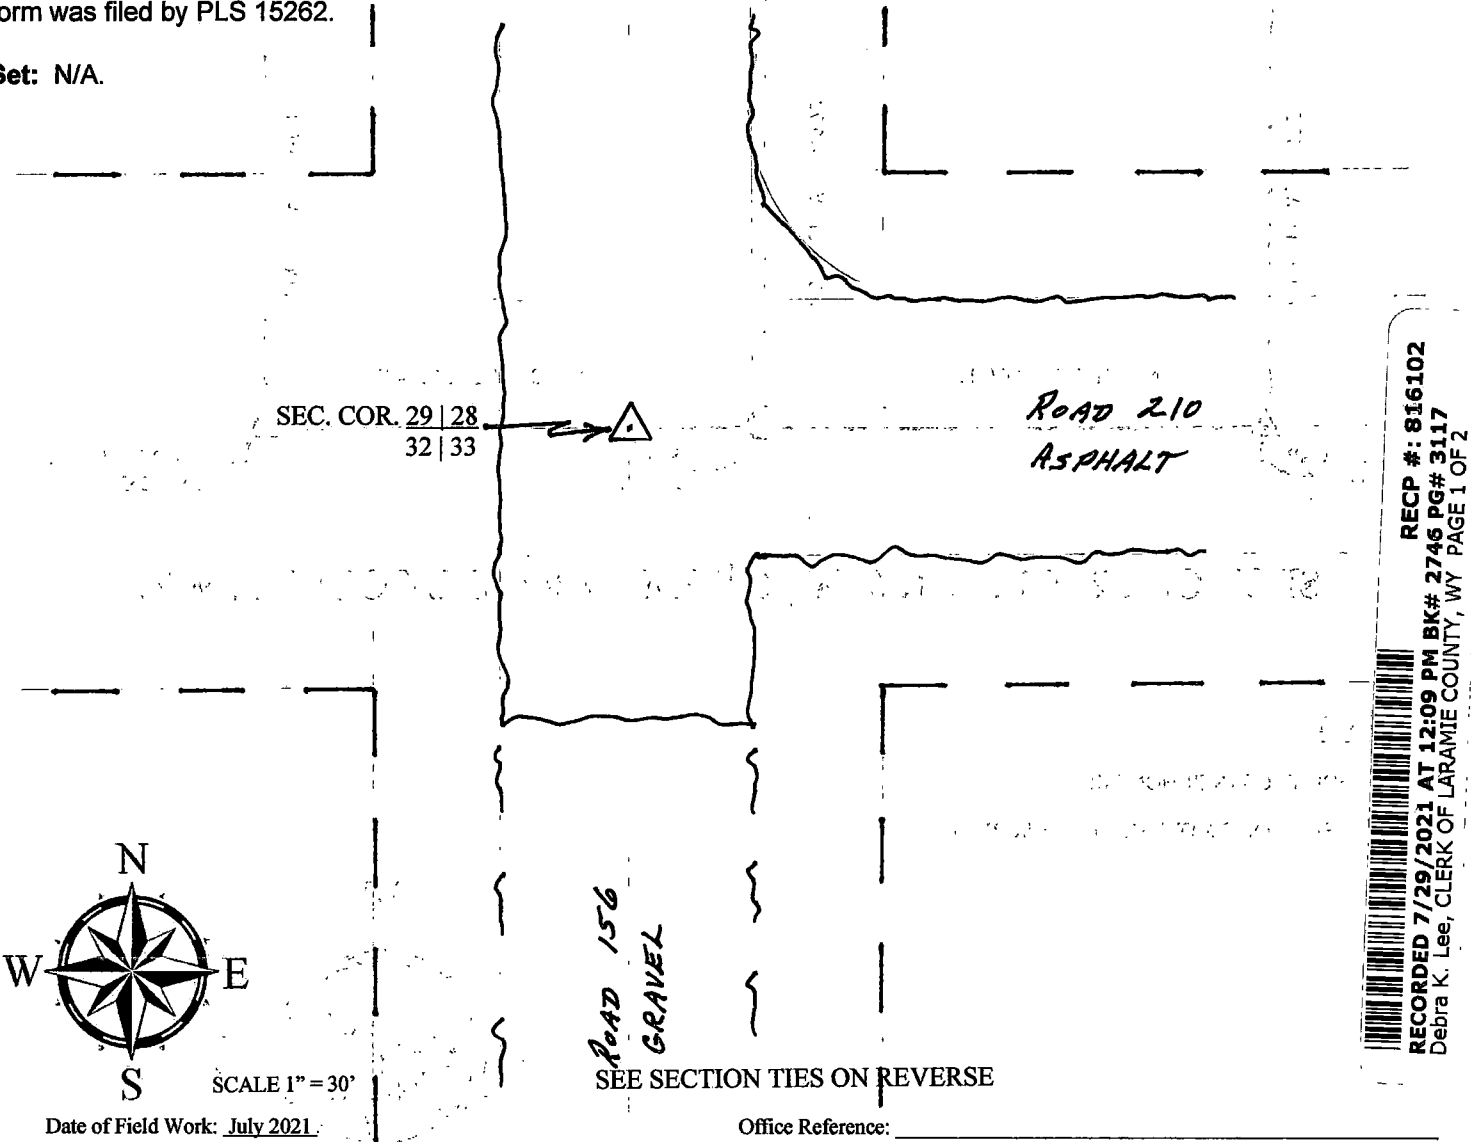 orm was filed by PLS 15262.
Set: N/A.
SEC. COR. 29 | 28
32 | 33
ROAD 210
ASPHALT
RECP #: 816102
RECORDED 7/29/2021 AT 12:09 PM BK# 2746 PG# 3117
Debra K. Lee, CLERK OF LARAMIE COUNTY, WY PAGE 1 OF 2
ROAD 156
GRAVEL
N
W
E
S
SCALE 1" = 30'
SEE SECTION TIES ON REVERSE
Date of Field Work: July 2021
Office Reference: